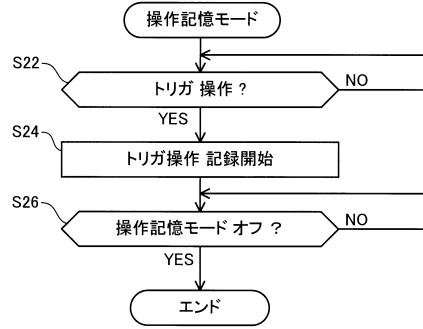 操作記憶モード
S22
トリガ 操作 ?
NO
YES
S24
トリガ操作 記録開始
S26
操作記憶モード オフ ?
NO
YES
エンド